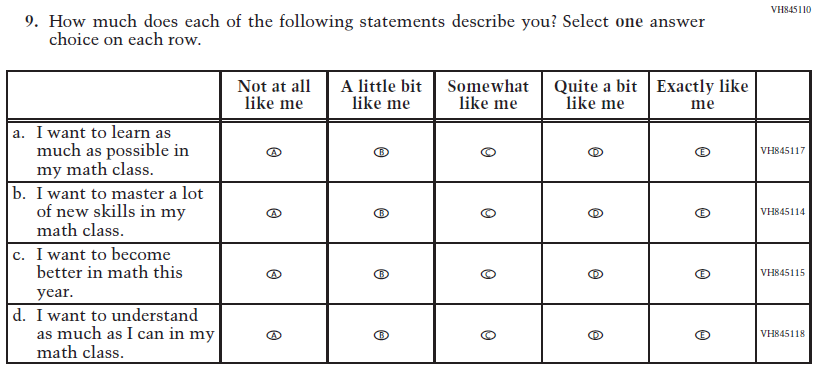 VH845110
9. How much does each of the following statements describe you? Select one answer
choice on each row.
Not at all
like me
A little bit
like me
Somewhat
like me
Quite a bit
like me
Exactly like
me
a. I want to learn as
much as possible in
my math class.
A B C D E VH845117
b. I want to master a lot
of new skills in my
math class.
A B C D E VH845114
c. I want to become
better in math this
year.
A B C D E VH845115
d. I want to understand
as much as I can in my
math class.
A B C D E VH845118